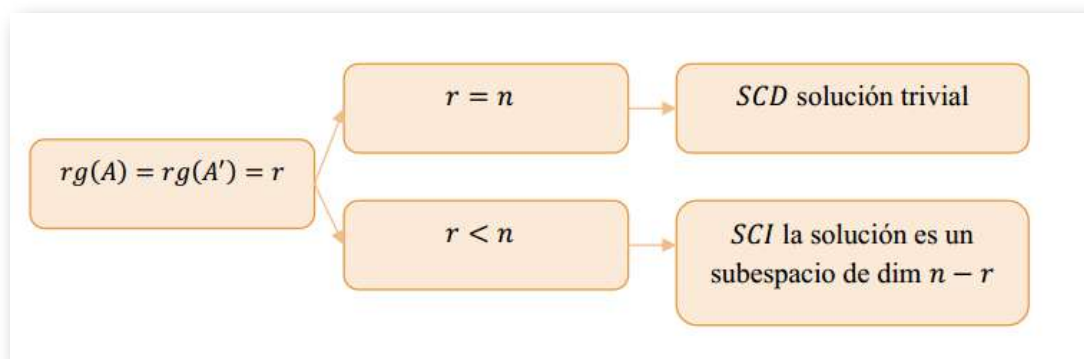 rg(A) = rg(A′) = r
r = n
SCD solución trivial
r < n
SCI la solución es un
subespacio de dim n − r